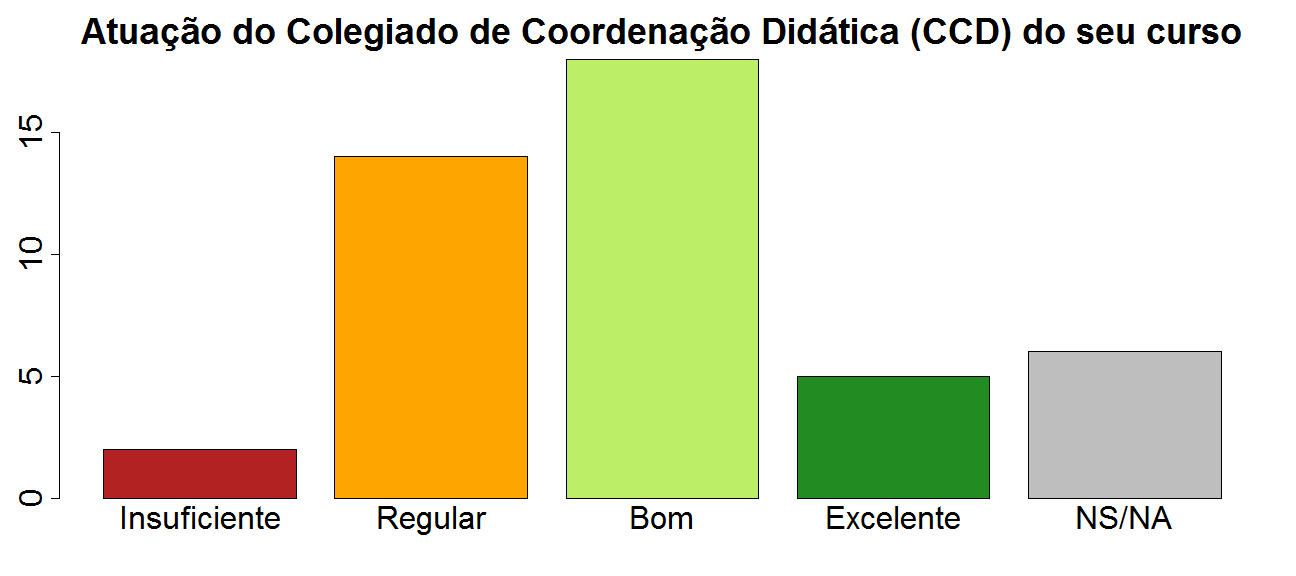 Atuação do Colegiado de Coordenação Didática (CCD) do seu curso
15
10
5
0
Insuficiente Regular Bom Excelente NS/NA